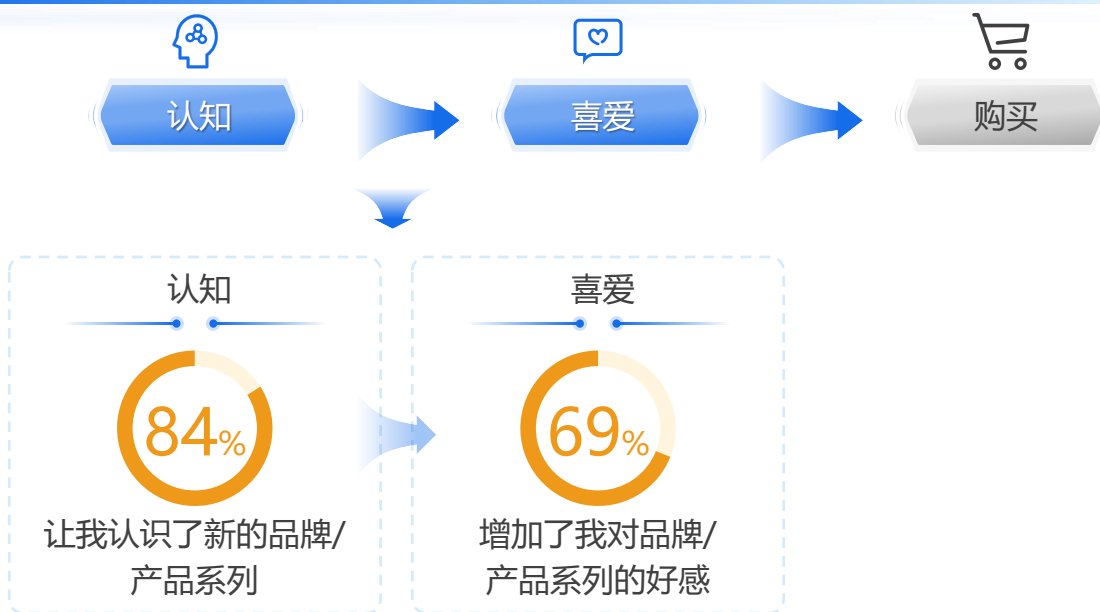 认知
喜爱
购买
认知
喜爱
84%
69%
让我认识了新的品牌/
产品系列
增加了我对品牌/
产品系列的好感